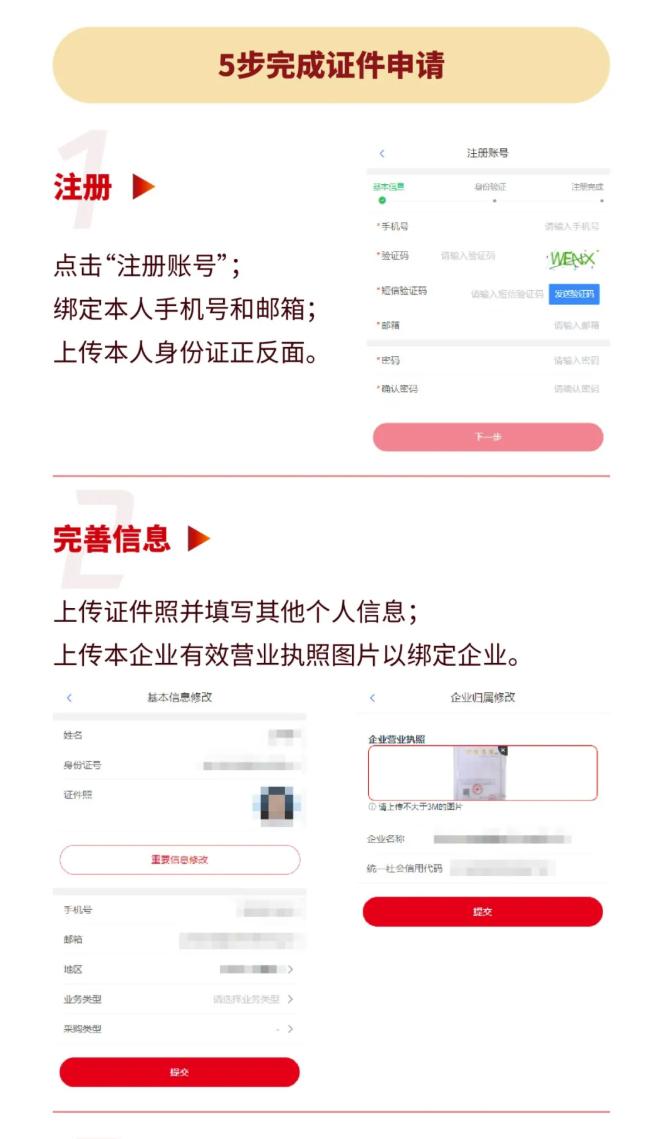 5步完成证件申请
1
注册
点击“注册账号”；
绑定本人手机号和邮箱；
上传本人身份证正反面。
注册账号
基本信息 身份验证 注册完成
*手机号 请输入手机号
*验证码 请输入验证码 WENX
*短信验证码 请输入短信验证码 发送验证码
*邮箱 请输入邮箱
*密码 请输入密码
*确认密码 请确认密码
下一步
2
完善信息
上传证件照并填写其他个人信息；
上传本企业有效营业执照图片以绑定企业。
基本信息修改
姓名
身份证号
证件照
重要信息修改
手机号
邮箱
地区
业务类型 请选择业务类型
采购类型 -
提交
企业归属修改
企业营业执照
请上传不大于3M的图片
企业名称
统一社会信用代码
提交